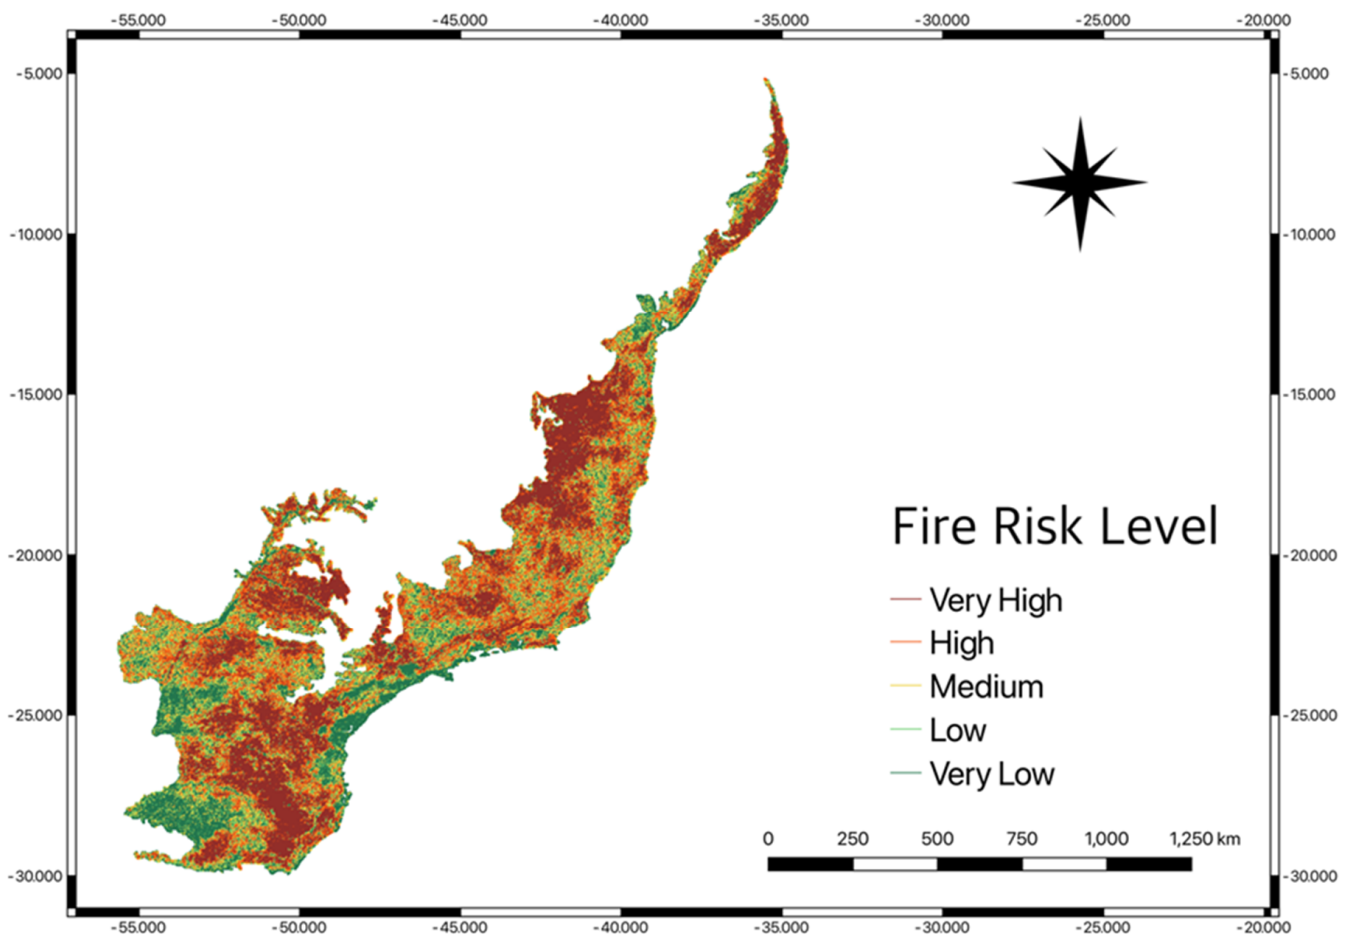 -55.000 -50.000 -45.000 -40.000 -35.000 -30.000 -25.000 -20.000
-5.000 -5.000
-10.000 -10.000
-15.000 -15.000
Fire Risk Level
-20.000 -20.000
Very High
High
Medium
-25.000 -25.000
Low
Very Low
0 250 500 750 1,000 1,250 km
-30.000 -30.000
-55.000 -50.000 -45.000 -40.000 -35.000 -30.000 -25.000 -20.000